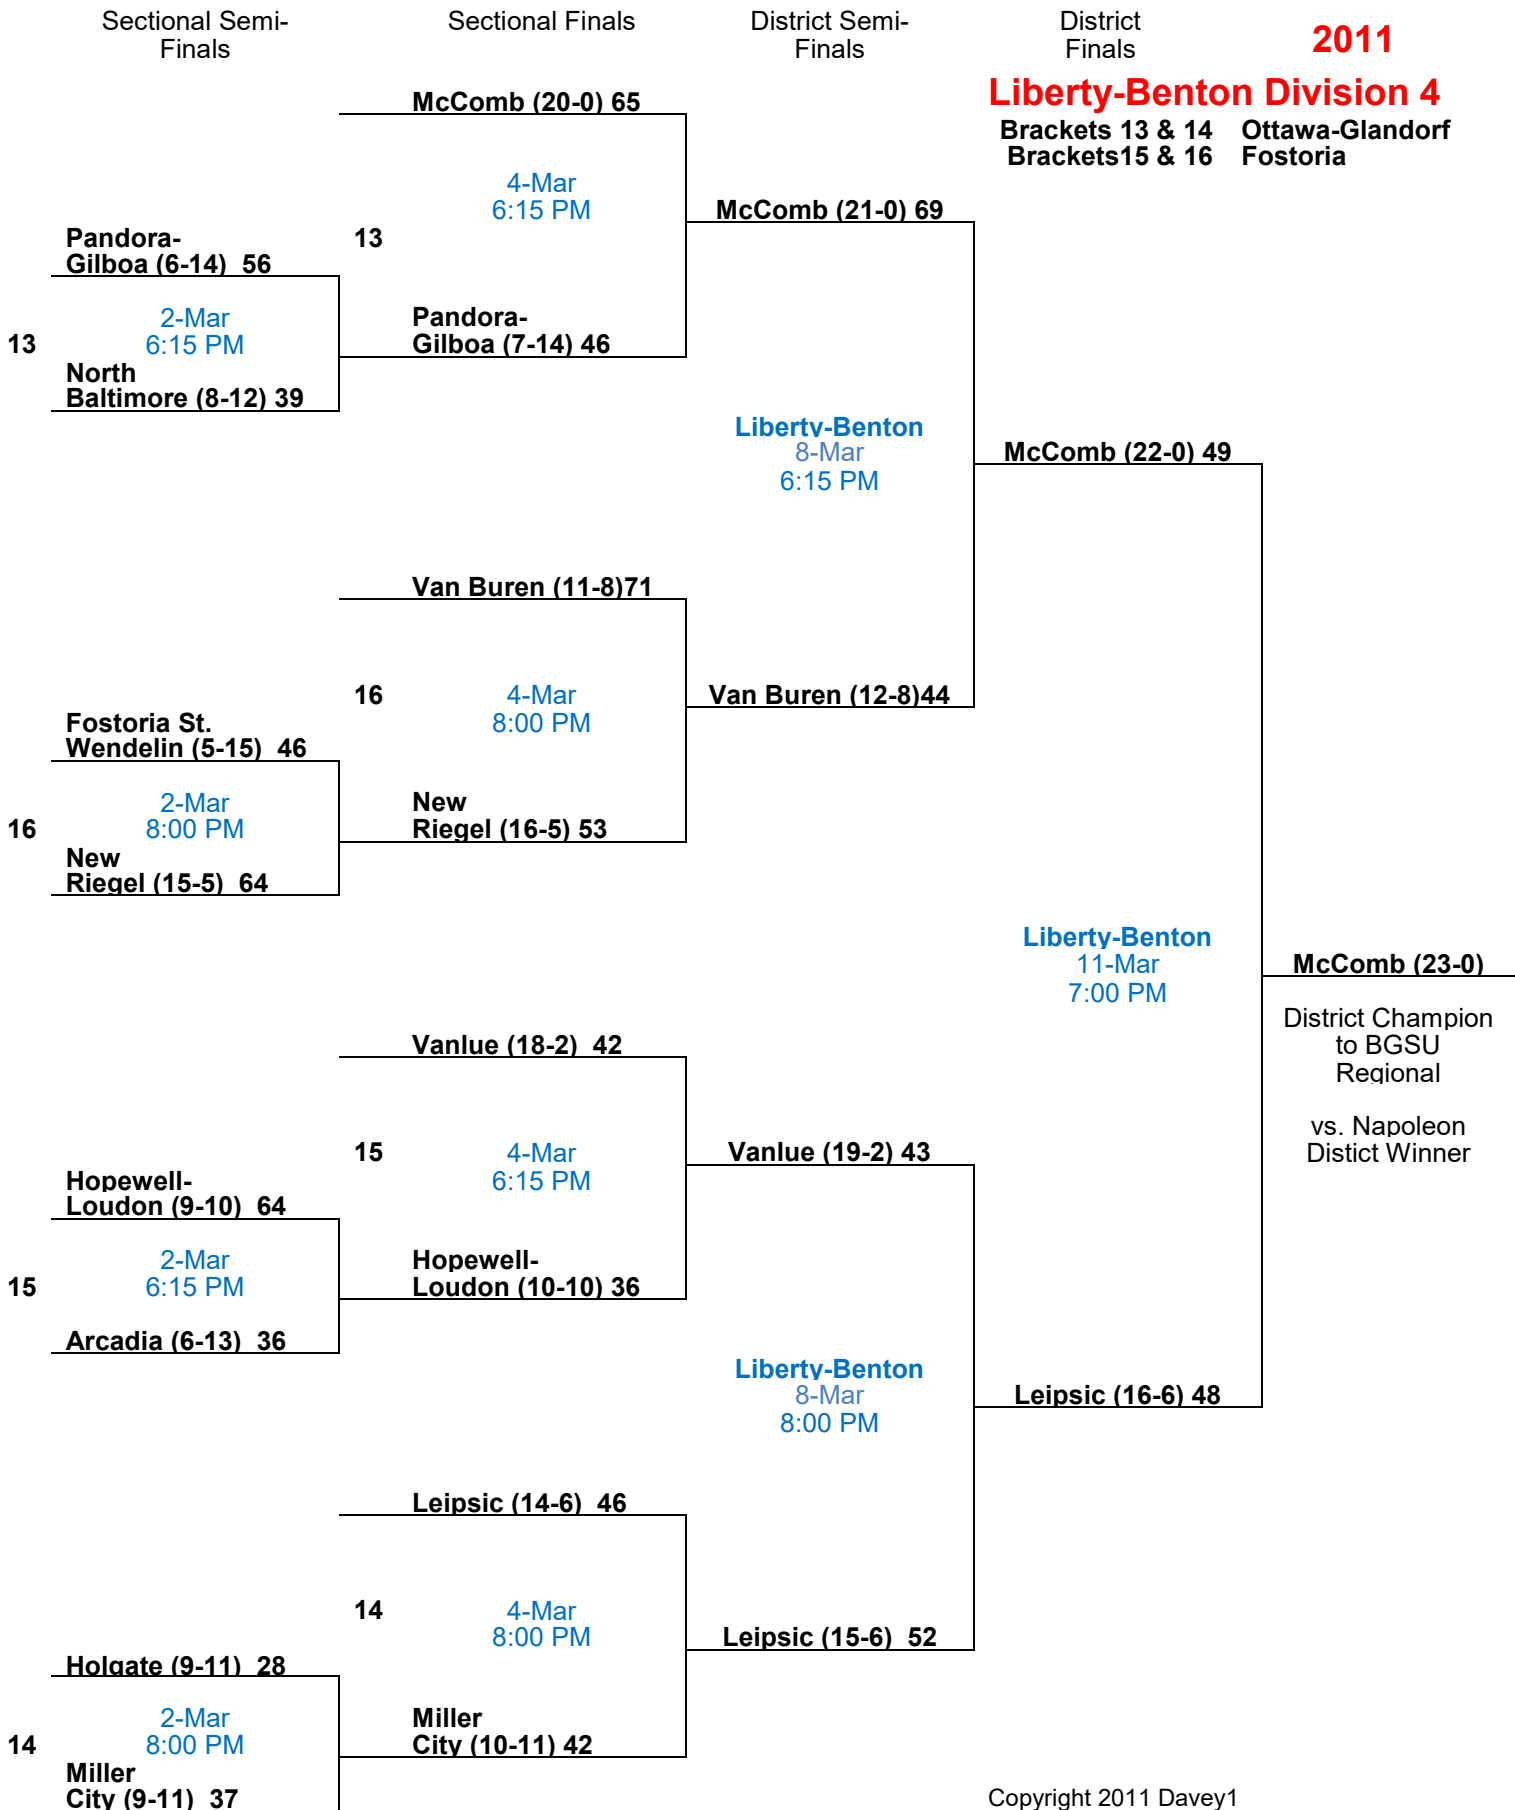 Sectional Semi-
Finals
Sectional Finals
District Semi-
Finals
District
Finals
2011
Liberty-Benton Division 4
Brackets 13 & 14 Ottawa-Glandorf
Brackets15 & 16 Fostoria
McComb (20-0) 65
4-Mar
6:15 PM
McComb (21-0) 69
13
Pandora-
Gilboa (6-14) 56
2-Mar
6:15 PM
13
Pandora-
Gilboa (7-14) 46
North
Baltimore (8-12) 39
Liberty-Benton
8-Mar
6:15 PM
McComb (22-0) 49
Van Buren (11-8)71
16
4-Mar
8:00 PM
Van Buren (12-8)44
Fostoria St.
Wendelin (5-15) 46
2-Mar
8:00 PM
16
New
Riegel (16-5) 53
New
Riegel (15-5) 64
Liberty-Benton
11-Mar
7:00 PM
McComb (23-0)
District Champion
to BGSU
Regional
vs. Napoleon
Distict Winner
Vanlue (18-2) 42
15
4-Mar
6:15 PM
Vanlue (19-2) 43
Hopewell-
Loudon (9-10) 64
2-Mar
6:15 PM
15
Hopewell-
Loudon (10-10) 36
Arcadia (6-13) 36
Liberty-Benton
8-Mar
8:00 PM
Leipsic (16-6) 48
Leipsic (14-6) 46
14
4-Mar
8:00 PM
Leipsic (15-6) 52
Holgate (9-11) 28
2-Mar
8:00 PM
14
Miller
City (10-11) 42
Miller
City (9-11) 37
Copyright 2011 Davey1